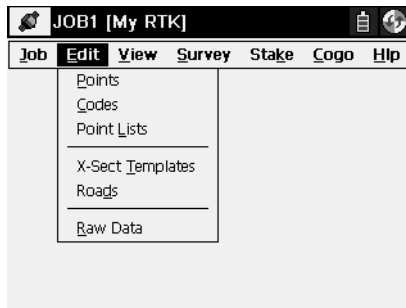 JOB1 [My RTK]
Job Edit View Survey Stake Cogo Hlp
Points
Codes
Point Lists
X-Sect Templates
Roads
Raw Data